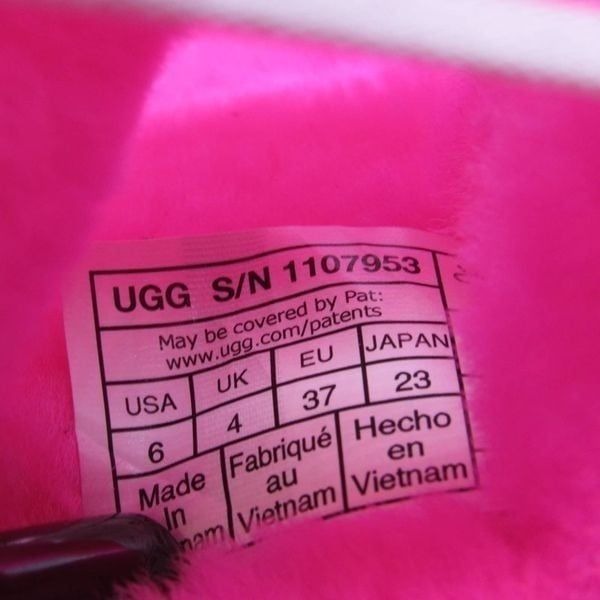 UGG S/N 1107953
May be covered by Pat:
www.ugg.com/patents
USA UK EU JAPAN
6 4 37 23
Made In
Fabriqué au Vietnam
Hecho en Vietnam